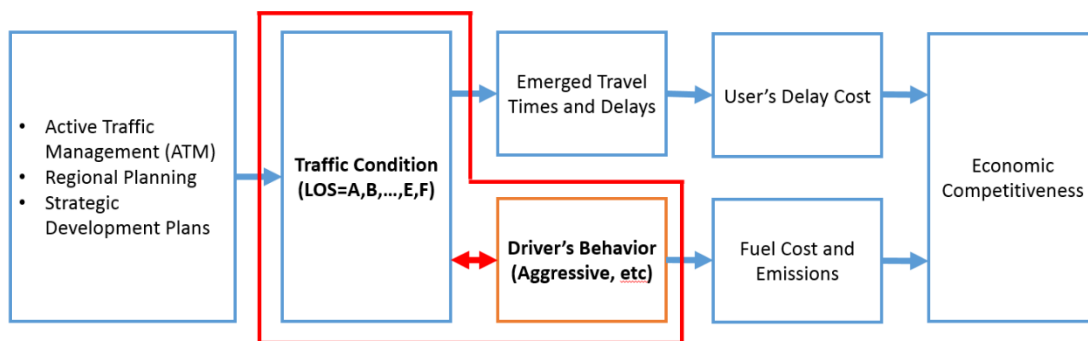 • Active Traffic
Management (ATM)
• Regional Planning
• Strategic
Development Plans
Traffic Condition
(LOS=A,B,...,E,F)
Emerged Travel
Times and Delays
User's Delay Cost
Driver's Behavior
(Aggressive, etc)
Fuel Cost and
Emissions
Economic
Competitiveness